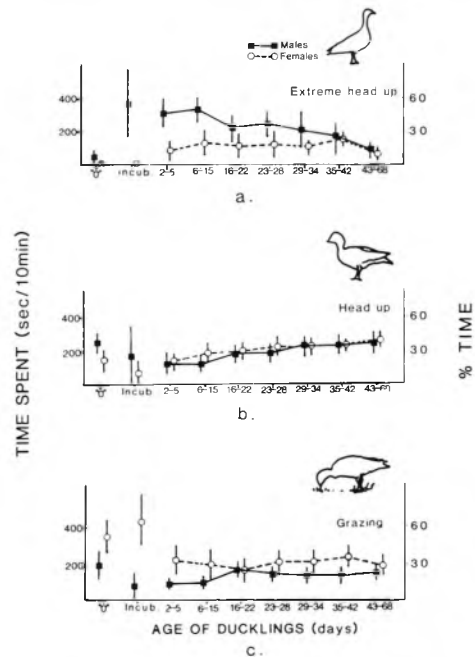 Males
Females
Extreme head up
400
200
60
30
Incub.
2-5
6-15
16-22
23-28
29-34
35-42
43-68
a.
TIME SPENT (sec/10min)
% TIME
Head up
400
200
60
30
Incub.
2-5
6-15
16-22
23-28
29-34
35-42
43-68
b.
Grazing
400
200
60
30
Incub.
2-5
6-15
16-22
23-28
29-34
35-42
43-68
AGE OF DUCKLINGS (days)
c.